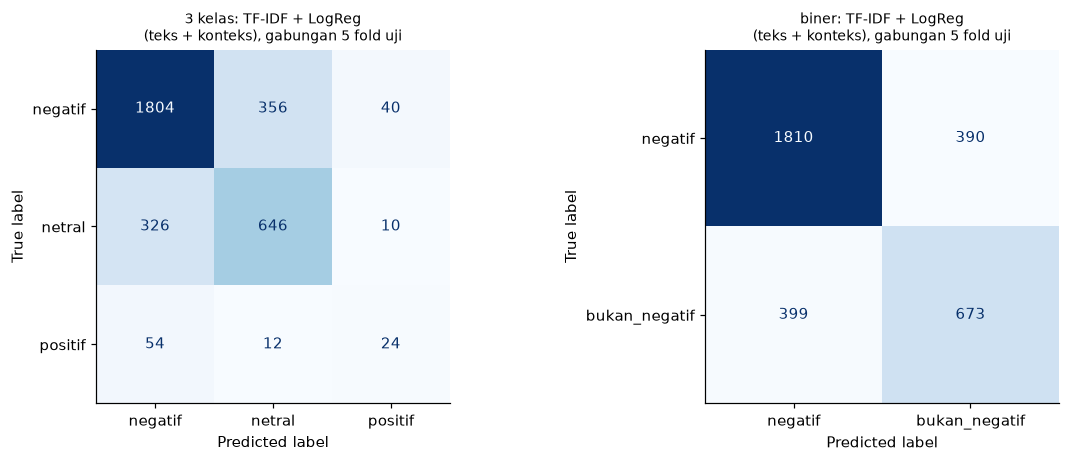 3 kelas: TF-IDF + LogReg
(teks + konteks), gabungan 5 fold uji
True label
negatif
1804 356 40
netral
326 646 10
positif
54 12 24
negatif netral positif
Predicted label
biner: TF-IDF + LogReg
(teks + konteks), gabungan 5 fold uji
True label
negatif
1810 390
bukan_negatif
399 673
negatif bukan_negatif
Predicted label